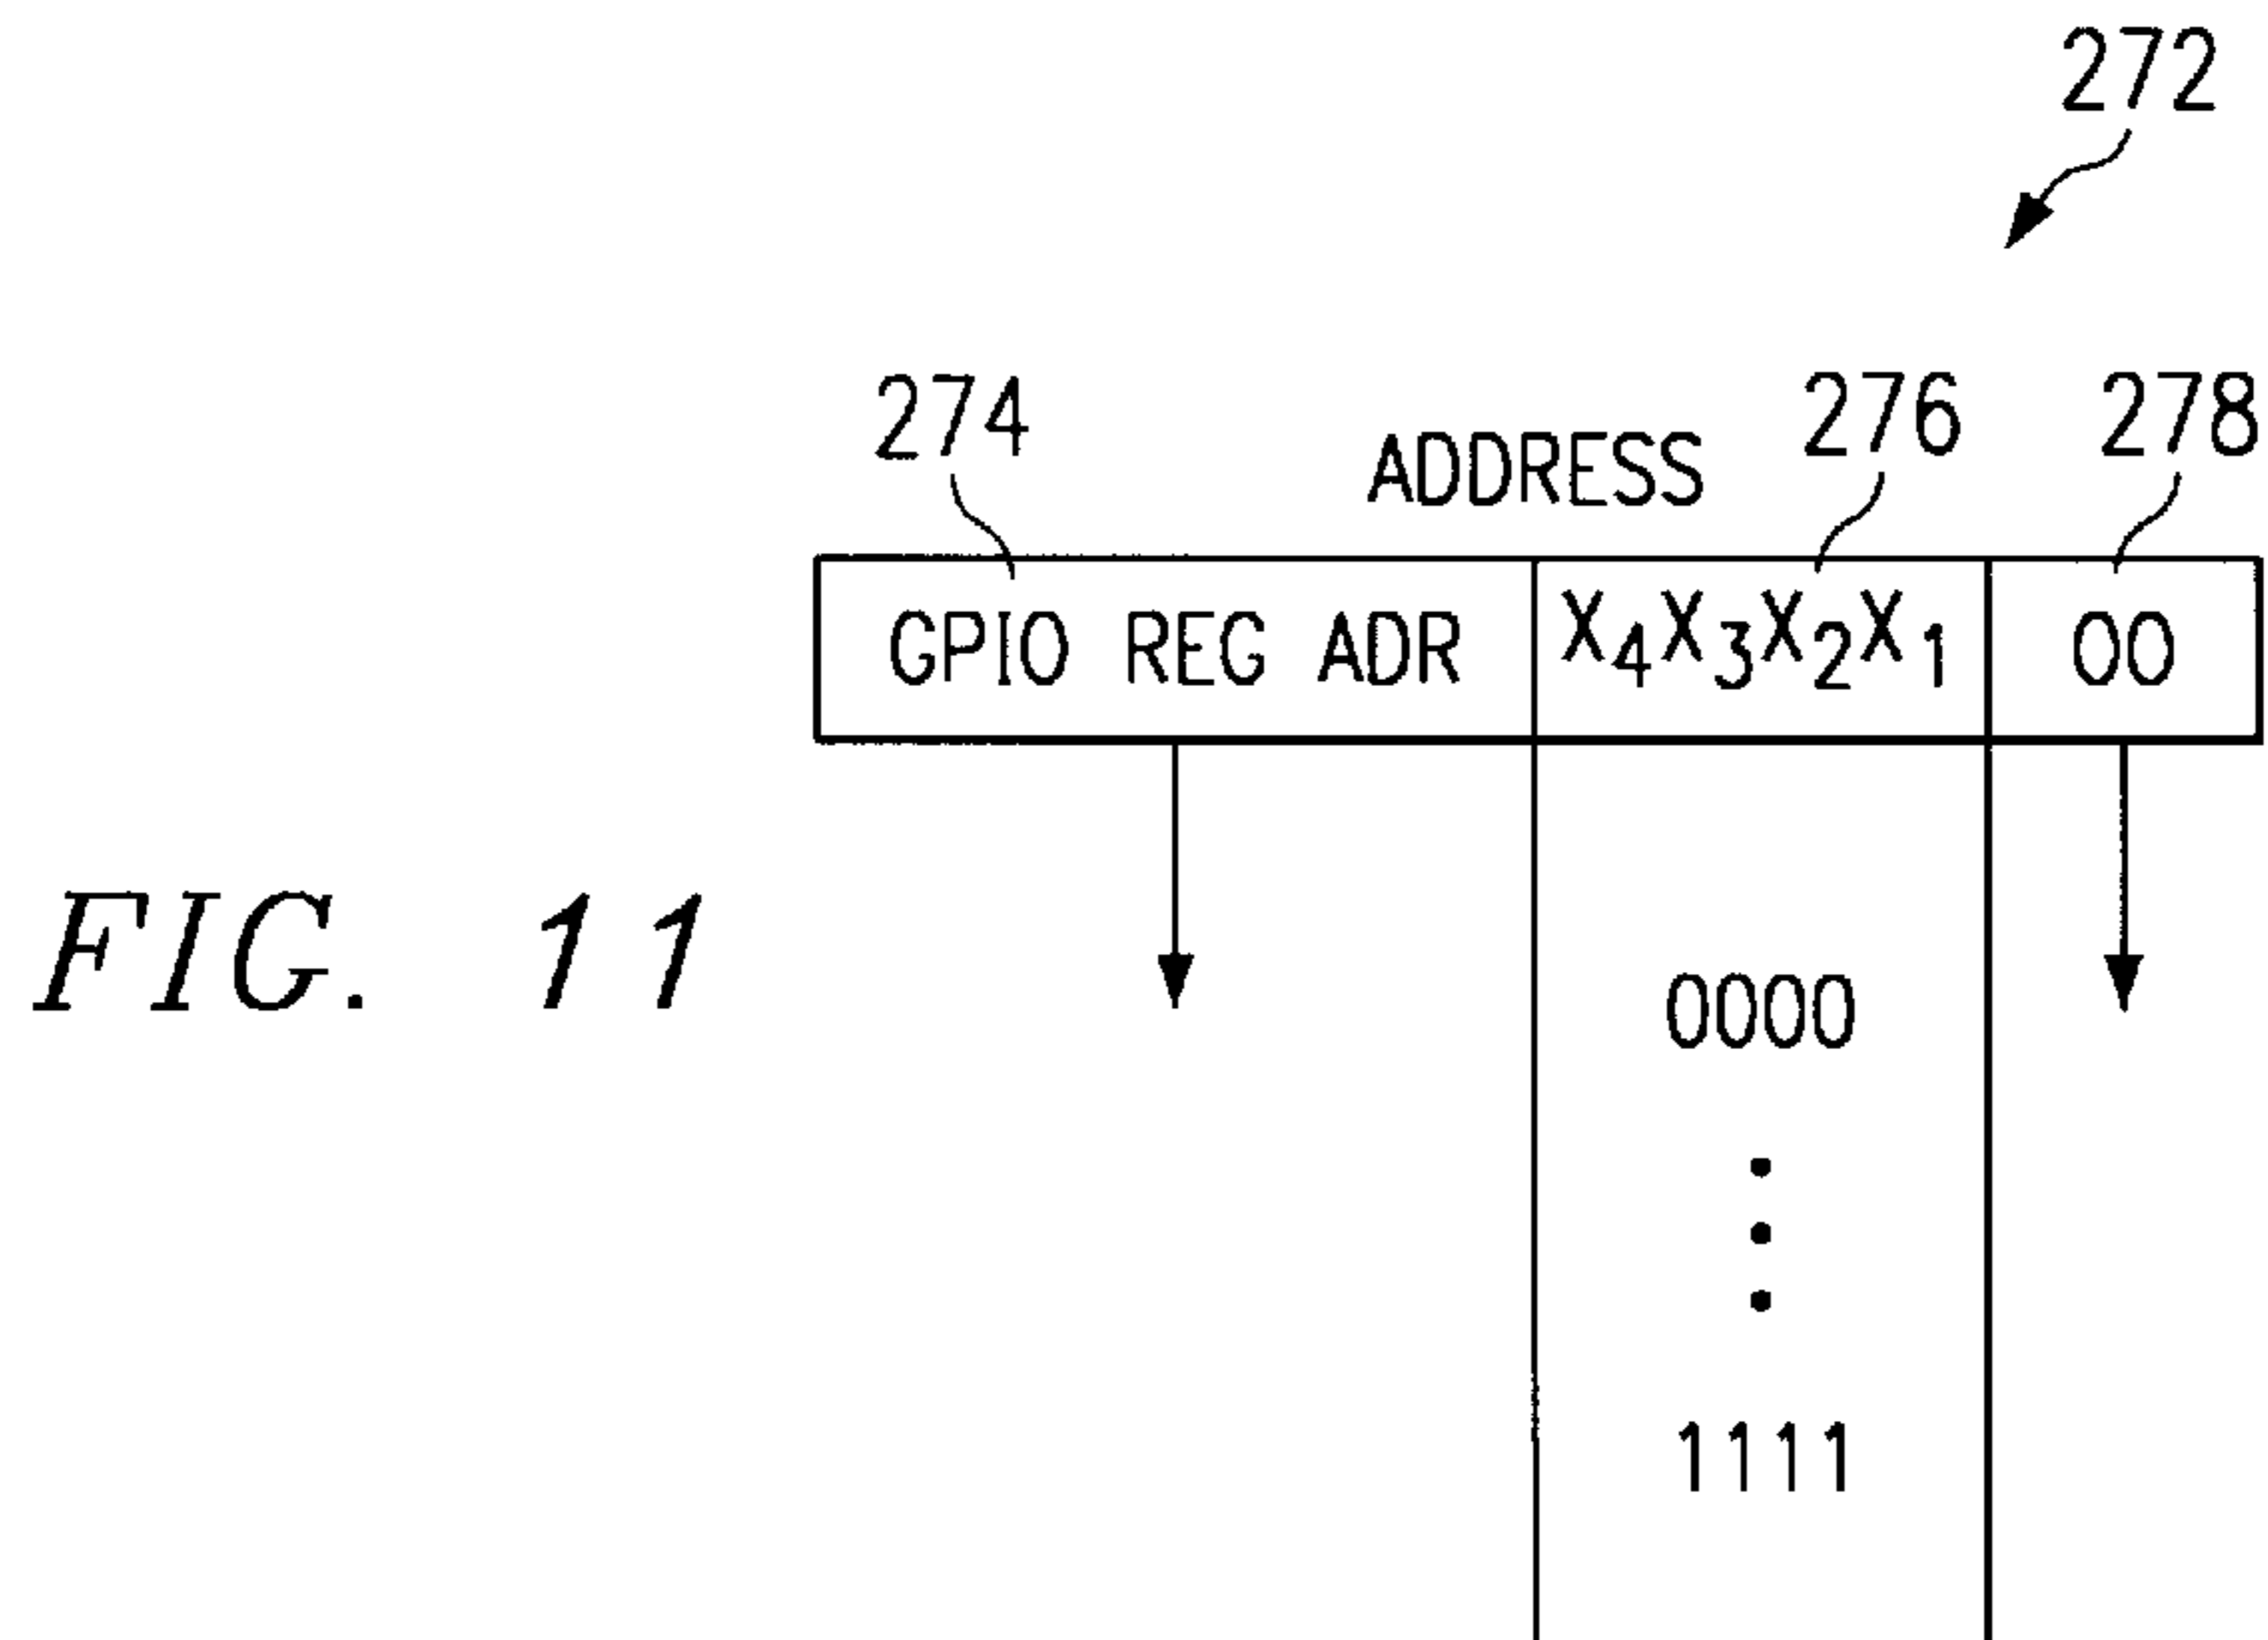 272
274 ADDRESS 276 278
GPIO REG ADR X₄X₃X₂X₁ 00
FIG. 11
0000
1111